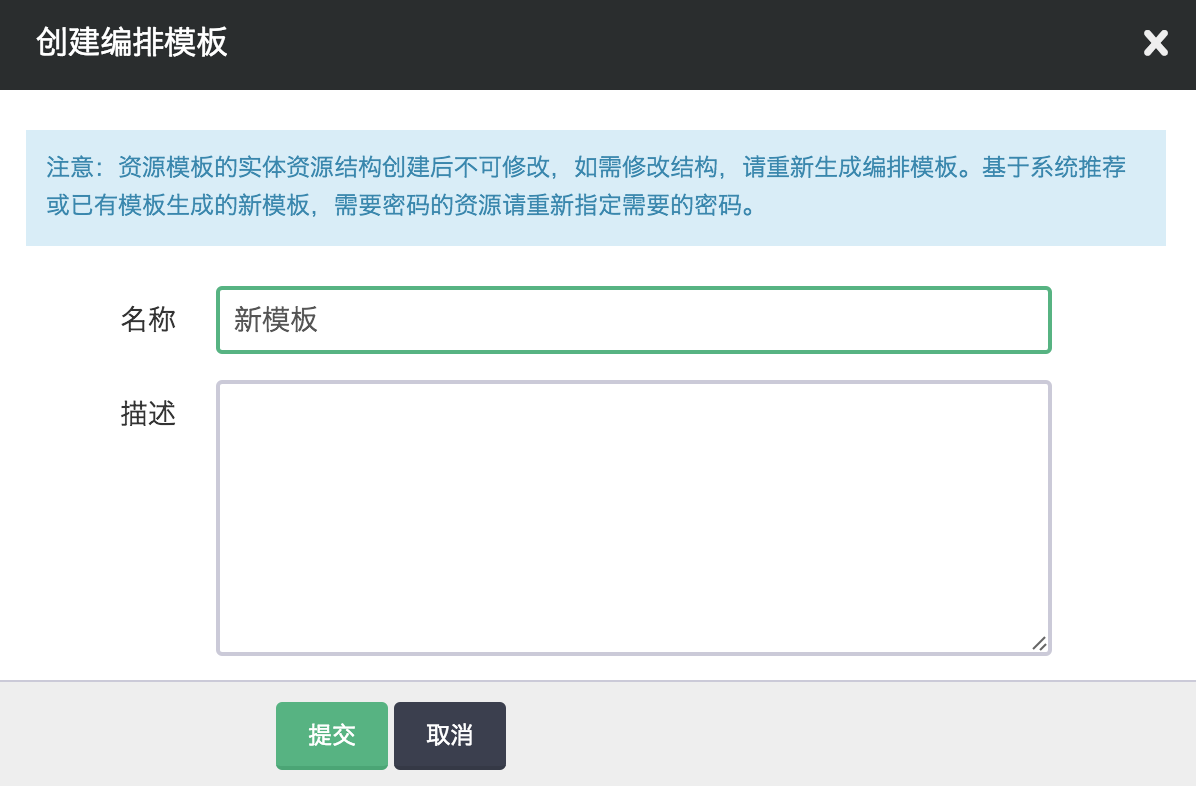 创建编排模板
注意：资源模板的实体资源结构创建后不可修改，如需修改结构，请重新生成编排模板。基于系统推荐
或已有模板生成的新模板，需要密码的资源请重新指定需要的密码。
名称
新模板
描述
提交
取消